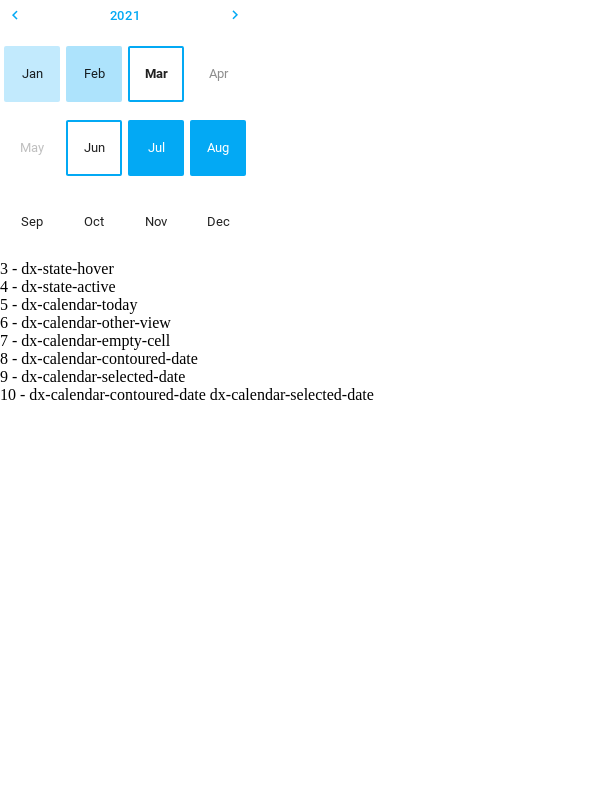 2021
Jan Feb Mar Apr
May Jun Jul Aug
Sep Oct Nov Dec
3 - dx-state-hover
4 - dx-state-active
5 - dx-calendar-today
6 - dx-calendar-other-view
7 - dx-calendar-empty-cell
8 - dx-calendar-contoured-date
9 - dx-calendar-selected-date
10 - dx-calendar-contoured-date dx-calendar-selected-date